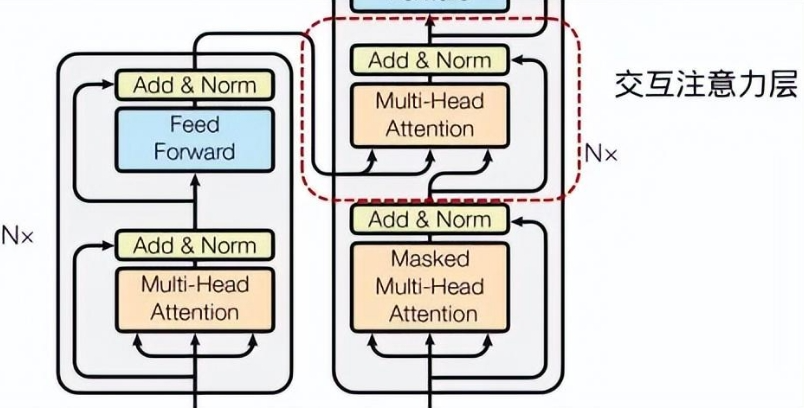 Add & Norm
Feed
Forward
Nx
Add & Norm
Multi-Head
Attention
Add & Norm
Multi-Head
Attention
交互注意力层
Nx
Add & Norm
Masked
Multi-Head
Attention